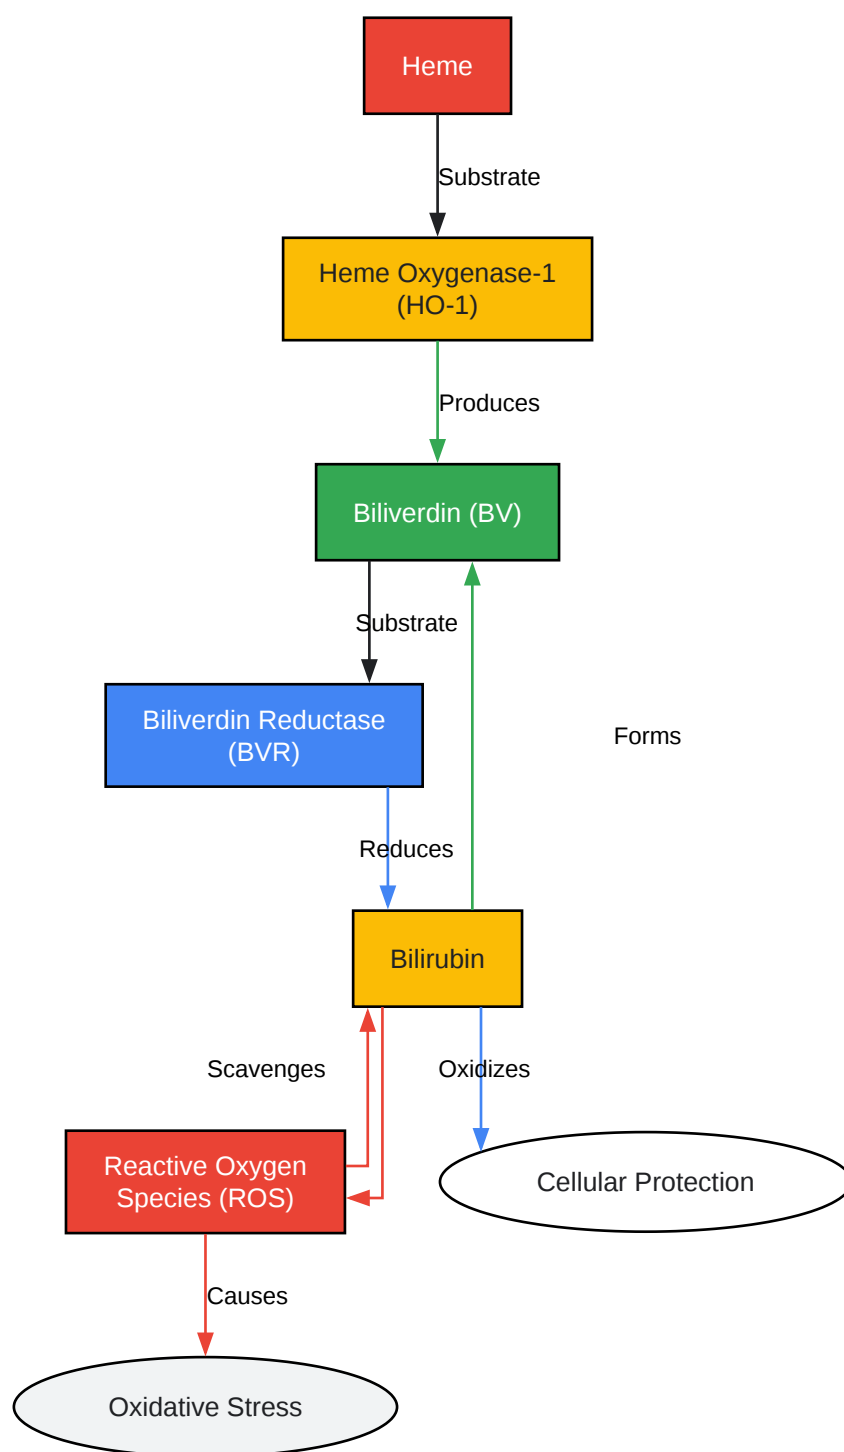 Heme
Substrate
Heme Oxygenase-1
(HO-1)
Produces
Biliverdin (BV)
Substrate
Biliverdin Reductase
(BVR)
Forms
Reduces
Bilirubin
Scavenges
Oxidizes
Reactive Oxygen
Species (ROS)
Cellular Protection
Causes
Oxidative Stress